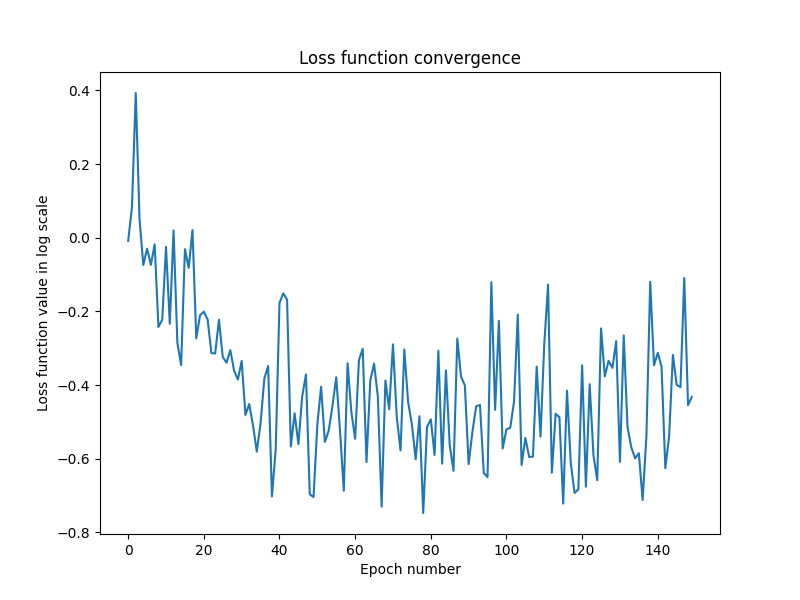 Loss function convergence
Loss function value in log scale
0.4
0.2
0.0
−0.2
−0.4
−0.6
−0.8
0 20 40 60 80 100 120 140
Epoch number